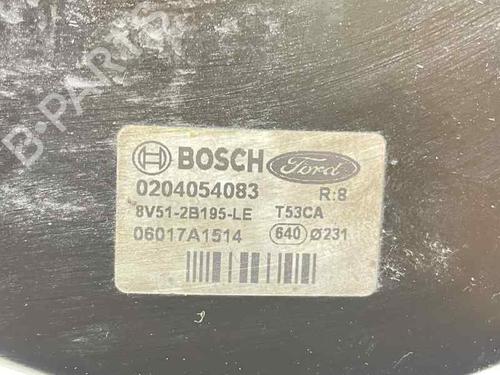 B-PARTS
BOSCH Ford
0204054083 R:8
8V51-2B195-LE T53CA
06017A1514 640 Ø231